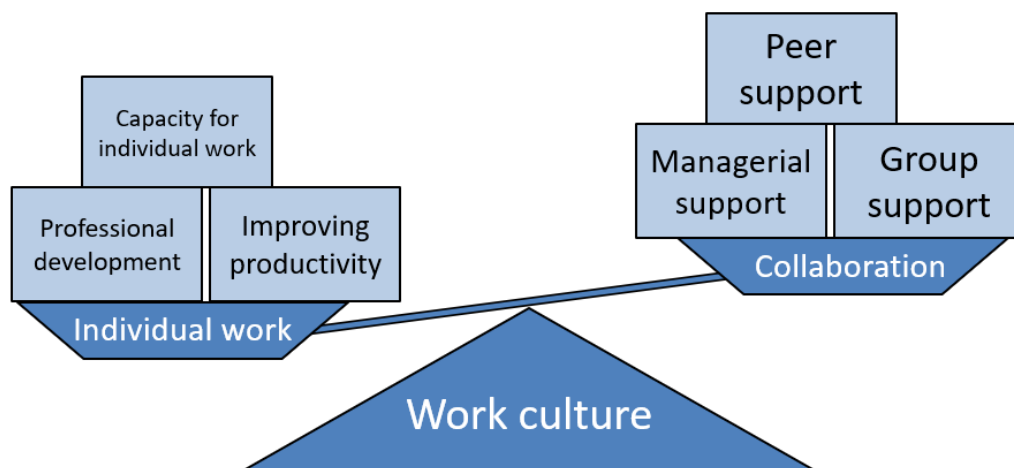 Capacity for
individual work
Professional
development
Improving
productivity
Individual work
Peer
support
Managerial
support
Group
support
Collaboration
Work culture